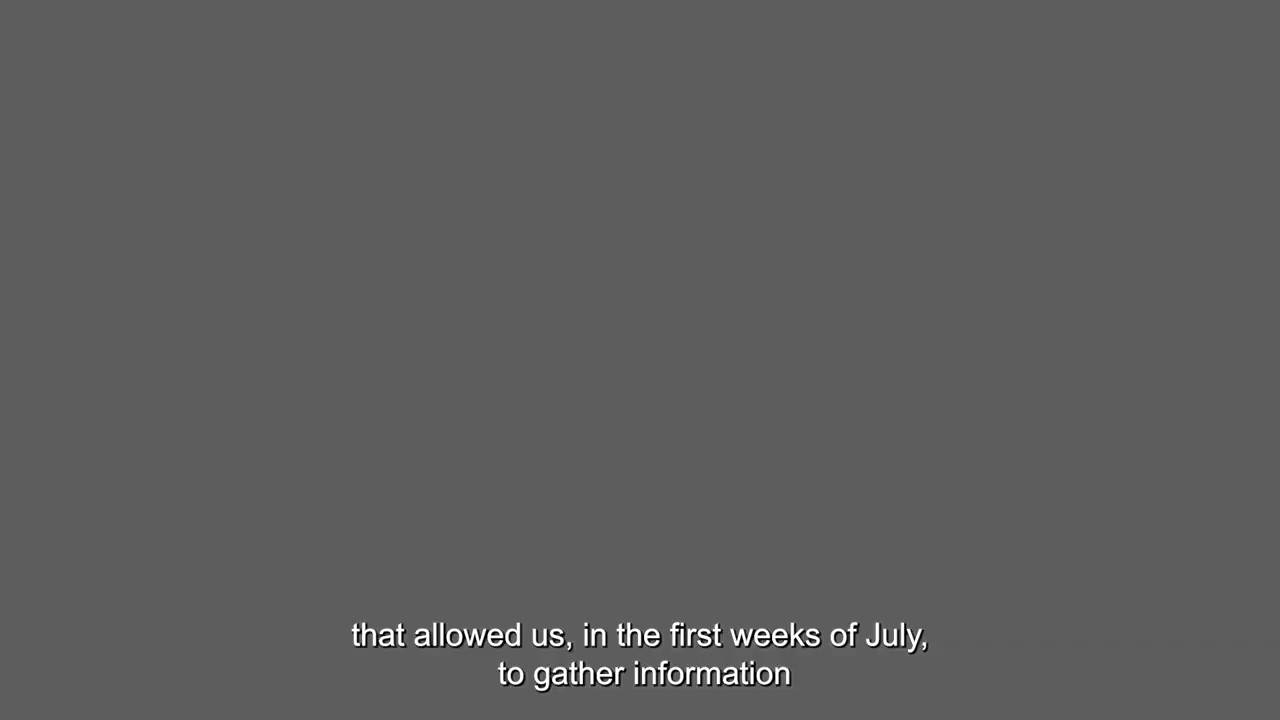 that allowed us, in the first weeks of July,
to gather information